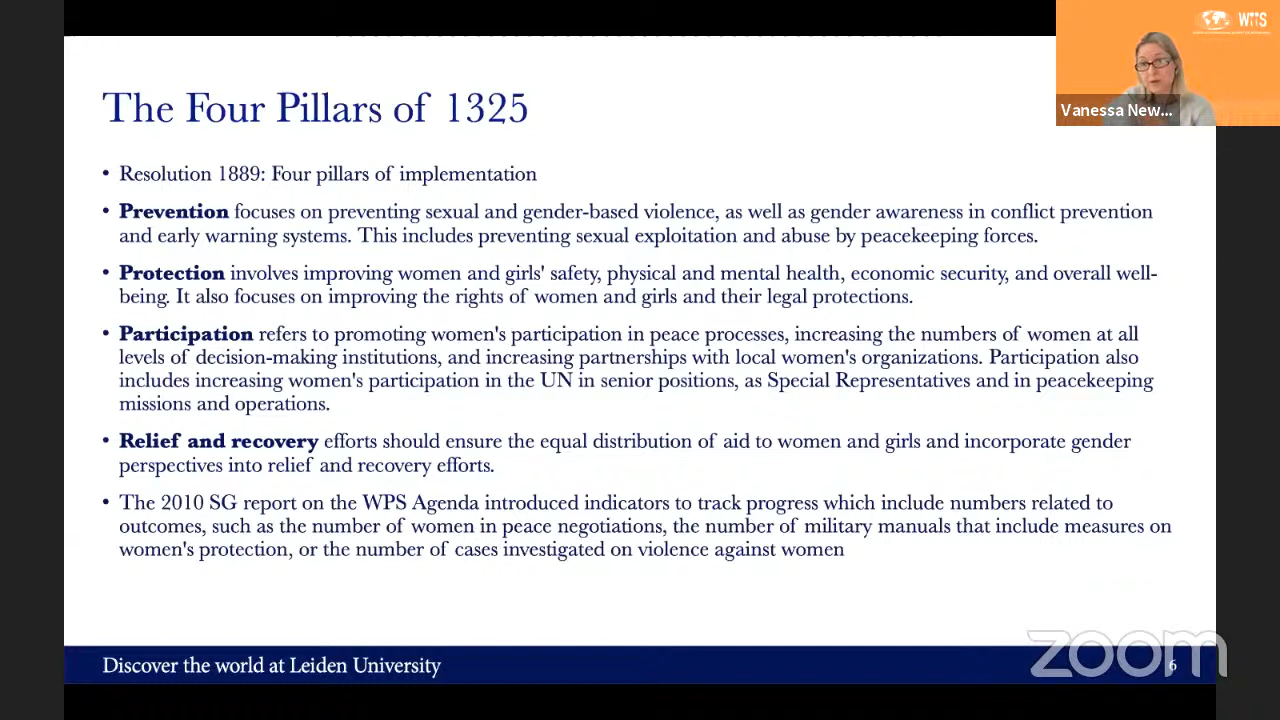 WIIS
Vanessa New...
The Four Pillars of 1325
• Resolution 1889: Four pillars of implementation
• Prevention focuses on preventing sexual and gender-based violence, as well as gender awareness in conflict prevention
and early warning systems. This includes preventing sexual exploitation and abuse by peacekeeping forces.
• Protection involves improving women and girls' safety, physical and mental health, economic security, and overall well-
being. It also focuses on improving the rights of women and girls and their legal protections.
• Participation refers to promoting women's participation in peace processes, increasing the numbers of women at all
levels of decision-making institutions, and increasing partnerships with local women's organizations. Participation also
includes increasing women's participation in the UN in senior positions, as Special Representatives and in peacekeeping
missions and operations.
• Relief and recovery efforts should ensure the equal distribution of aid to women and girls and incorporate gender
perspectives into relief and recovery efforts.
• The 2010 SG report on the WPS Agenda introduced indicators to track progress which include numbers related to
outcomes, such as the number of women in peace negotiations, the number of military manuals that include measures on
women's protection, or the number of cases investigated on violence against women
Discover the world at Leiden University
6
zoom